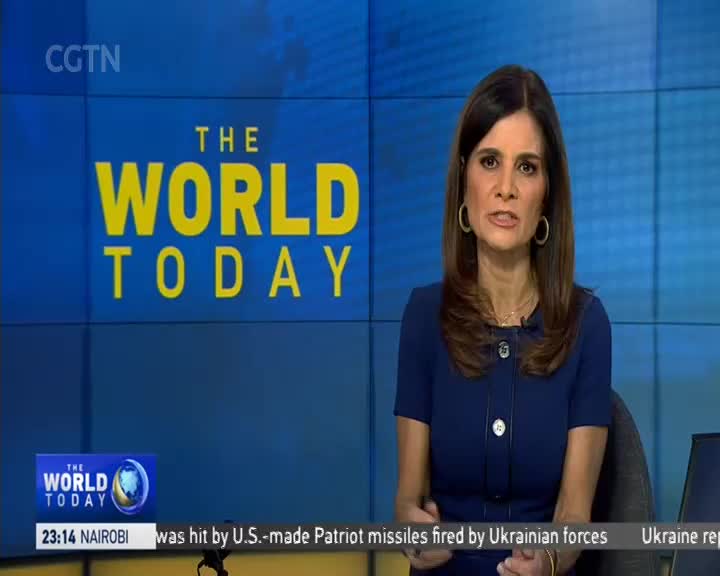 CGTN
THE
WORLD
TODAY
THE
WORLD
TODAY
23:14 NAIROBI
was hit by U.S.-made Patriot missiles fired by Ukrainian forces Ukraine rep